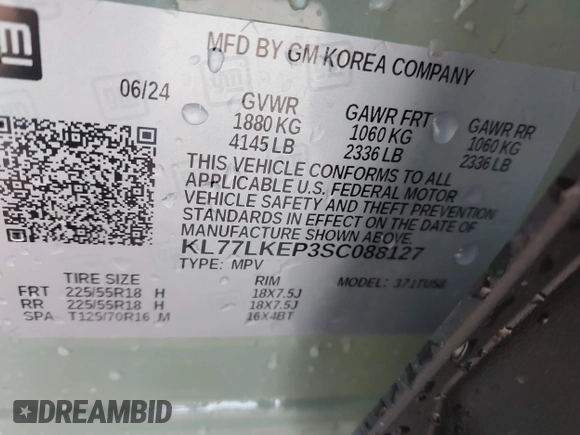 gm
MFD BY GM KOREA COMPANY
06/24
GVWR GAWR FRT GAWR RR
1880 KG 1060 KG 1060 KG
4145 LB 2336 LB 2336 LB
THIS VEHICLE CONFORMS TO ALL
APPLICABLE U.S. FEDERAL MOTOR
VEHICLE SAFETY AND THEFT PREVENTION
STANDARDS IN EFFECT ON THE DATE OF
MANUFACTURE SHOWN ABOVE.
KL77LKEP3SC088127
TYPE: MPV
TIRE SIZE RIM
FRT 225/55R18 H 18X7.5J
RR 225/55R18 H 18X7.5J
SPA T125/70R16 M 16X4BT
DREAMBID